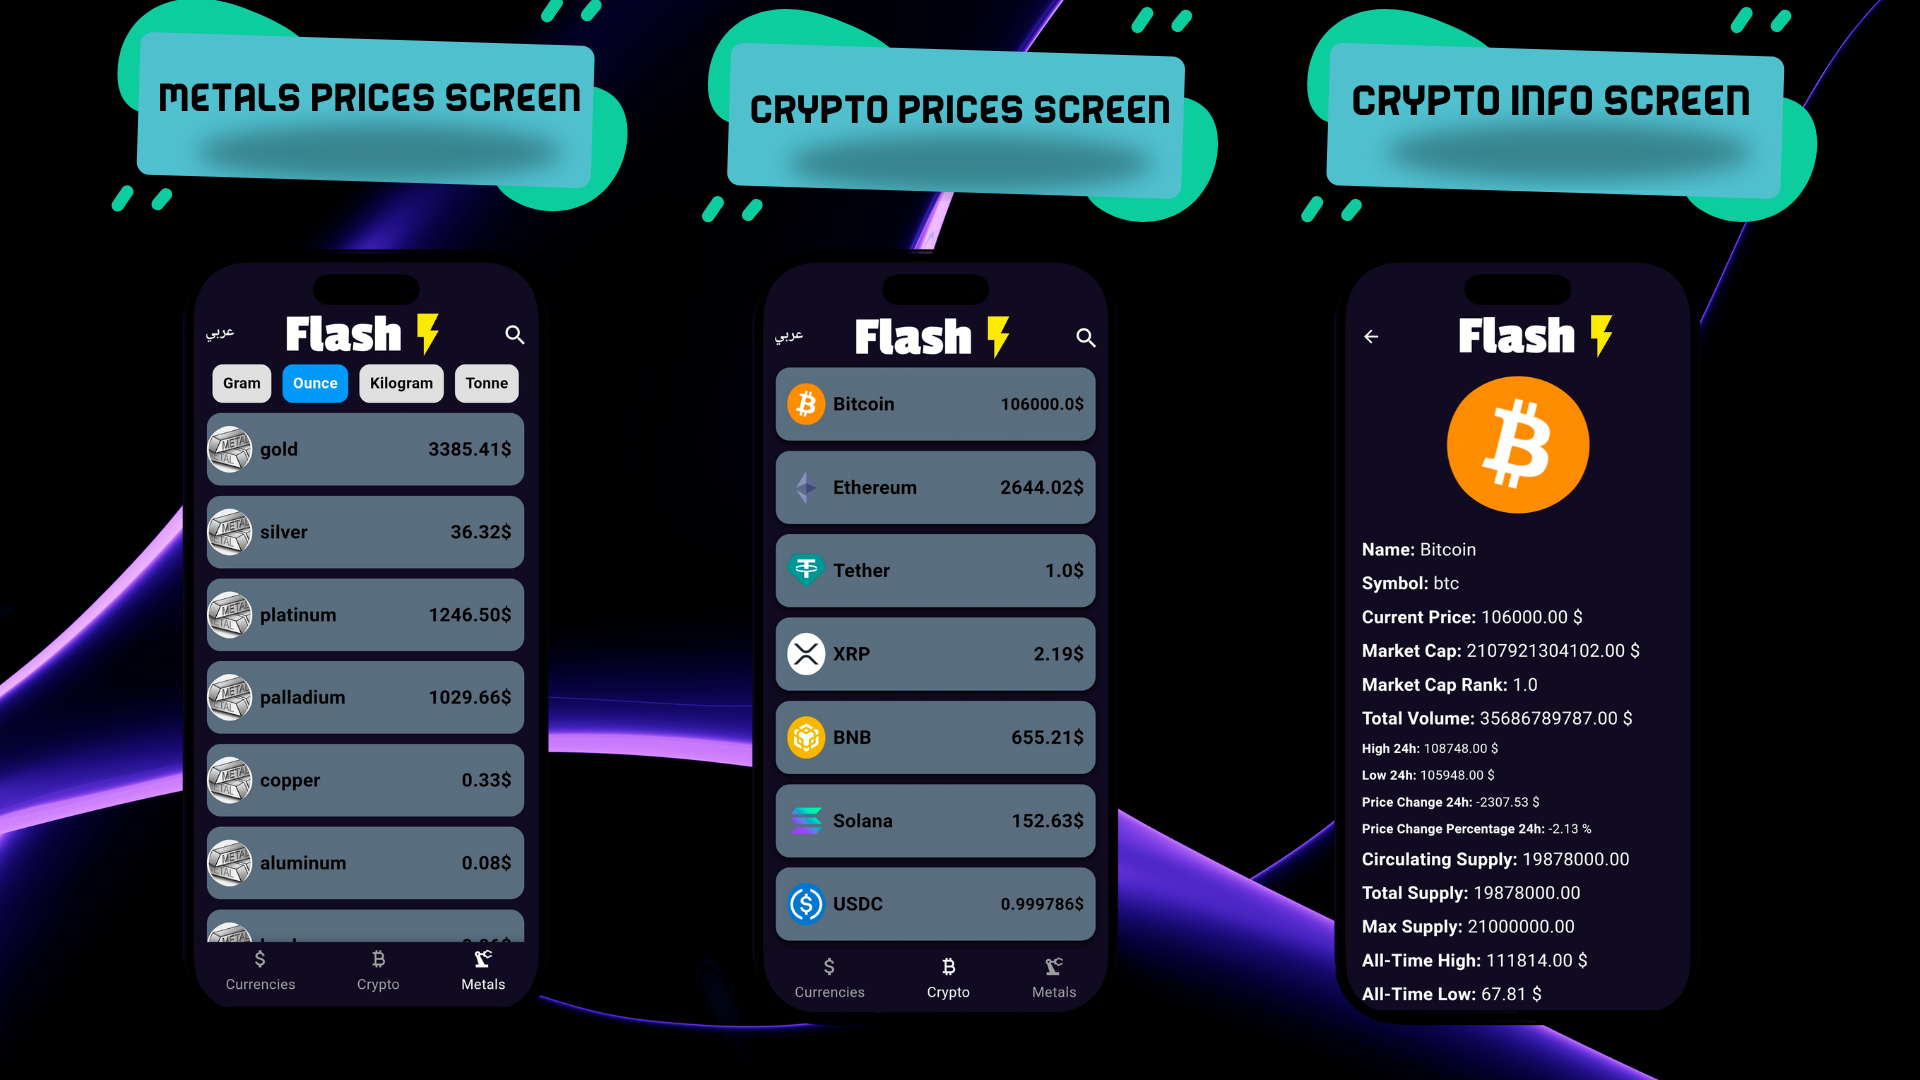 METALS PRICES SCREEN
عربي
Flash
Gram Ounce Kilogram Tonne
gold 3385.41$
silver 36.32$
platinum 1246.50$
palladium 1029.66$
copper 0.33$
aluminum 0.08$
Currencies Crypto Metals
CRYPTO PRICES SCREEN
عربي
Flash
Bitcoin 106000.0$
Ethereum 2644.02$
Tether 1.0$
XRP 2.19$
BNB 655.21$
Solana 152.63$
USDC 0.999786$
Currencies Crypto Metals
CRYPTO INFO SCREEN
Flash
Name: Bitcoin
Symbol: btc
Current Price: 106000.00 $
Market Cap: 2107921304102.00 $
Market Cap Rank: 1.0
Total Volume: 35686789787.00 $
High 24h: 108748.00 $
Low 24h: 105948.00 $
Price Change 24h: -2307.53 $
Price Change Percentage 24h: -2.13 %
Circulating Supply: 19878000.00
Total Supply: 19878000.00
Max Supply: 21000000.00
All-Time High: 111814.00 $
All-Time Low: 67.81 $